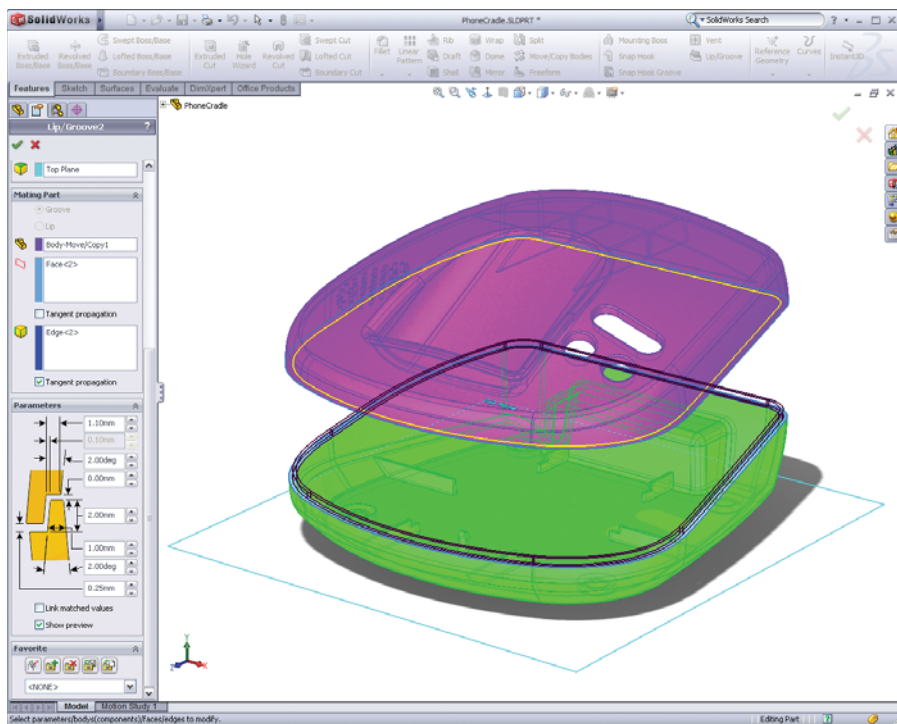 SolidWorks
PhoneCradle.SLDPRT *
SolidWorks Search
Extruded Boss/Base
Revolved Boss/Base
Swept Boss/Base
Lofted Boss/Base
Boundary Boss/Base
Extruded Cut
Hole Wizard
Revolved Cut
Swept Cut
Lofted Cut
Boundary Cut
Fillet
Linear Pattern
Rib
Draft
Shell
Wrap
Dome
Mirror
Split
Move/Copy Bodies
Freeform
Mounting Boss
Snap Hook
Snap Hook Groove
Vent
Lip/Groove
Reference Geometry
Curves
Instant3D
Features Sketch Surfaces Evaluate DimXpert Office Products
PhoneCradle
Lip/Groove2 ?
Top Plane
Mating Part
Groove
Lip
Body-Move/Copy1
Face<2>
Tangent propagation
Edge<2>
Tangent propagation
Parameters
1.10mm
0.10mm
2.00deg
0.00mm
2.00mm
1.00mm
2.00deg
0.25mm
Link matched values
Show preview
Favorite
<NONE>
Y
Z X
Model Motion Study 1
Select parameters/bodys(components)/faces/edges to modify.
Editing Part